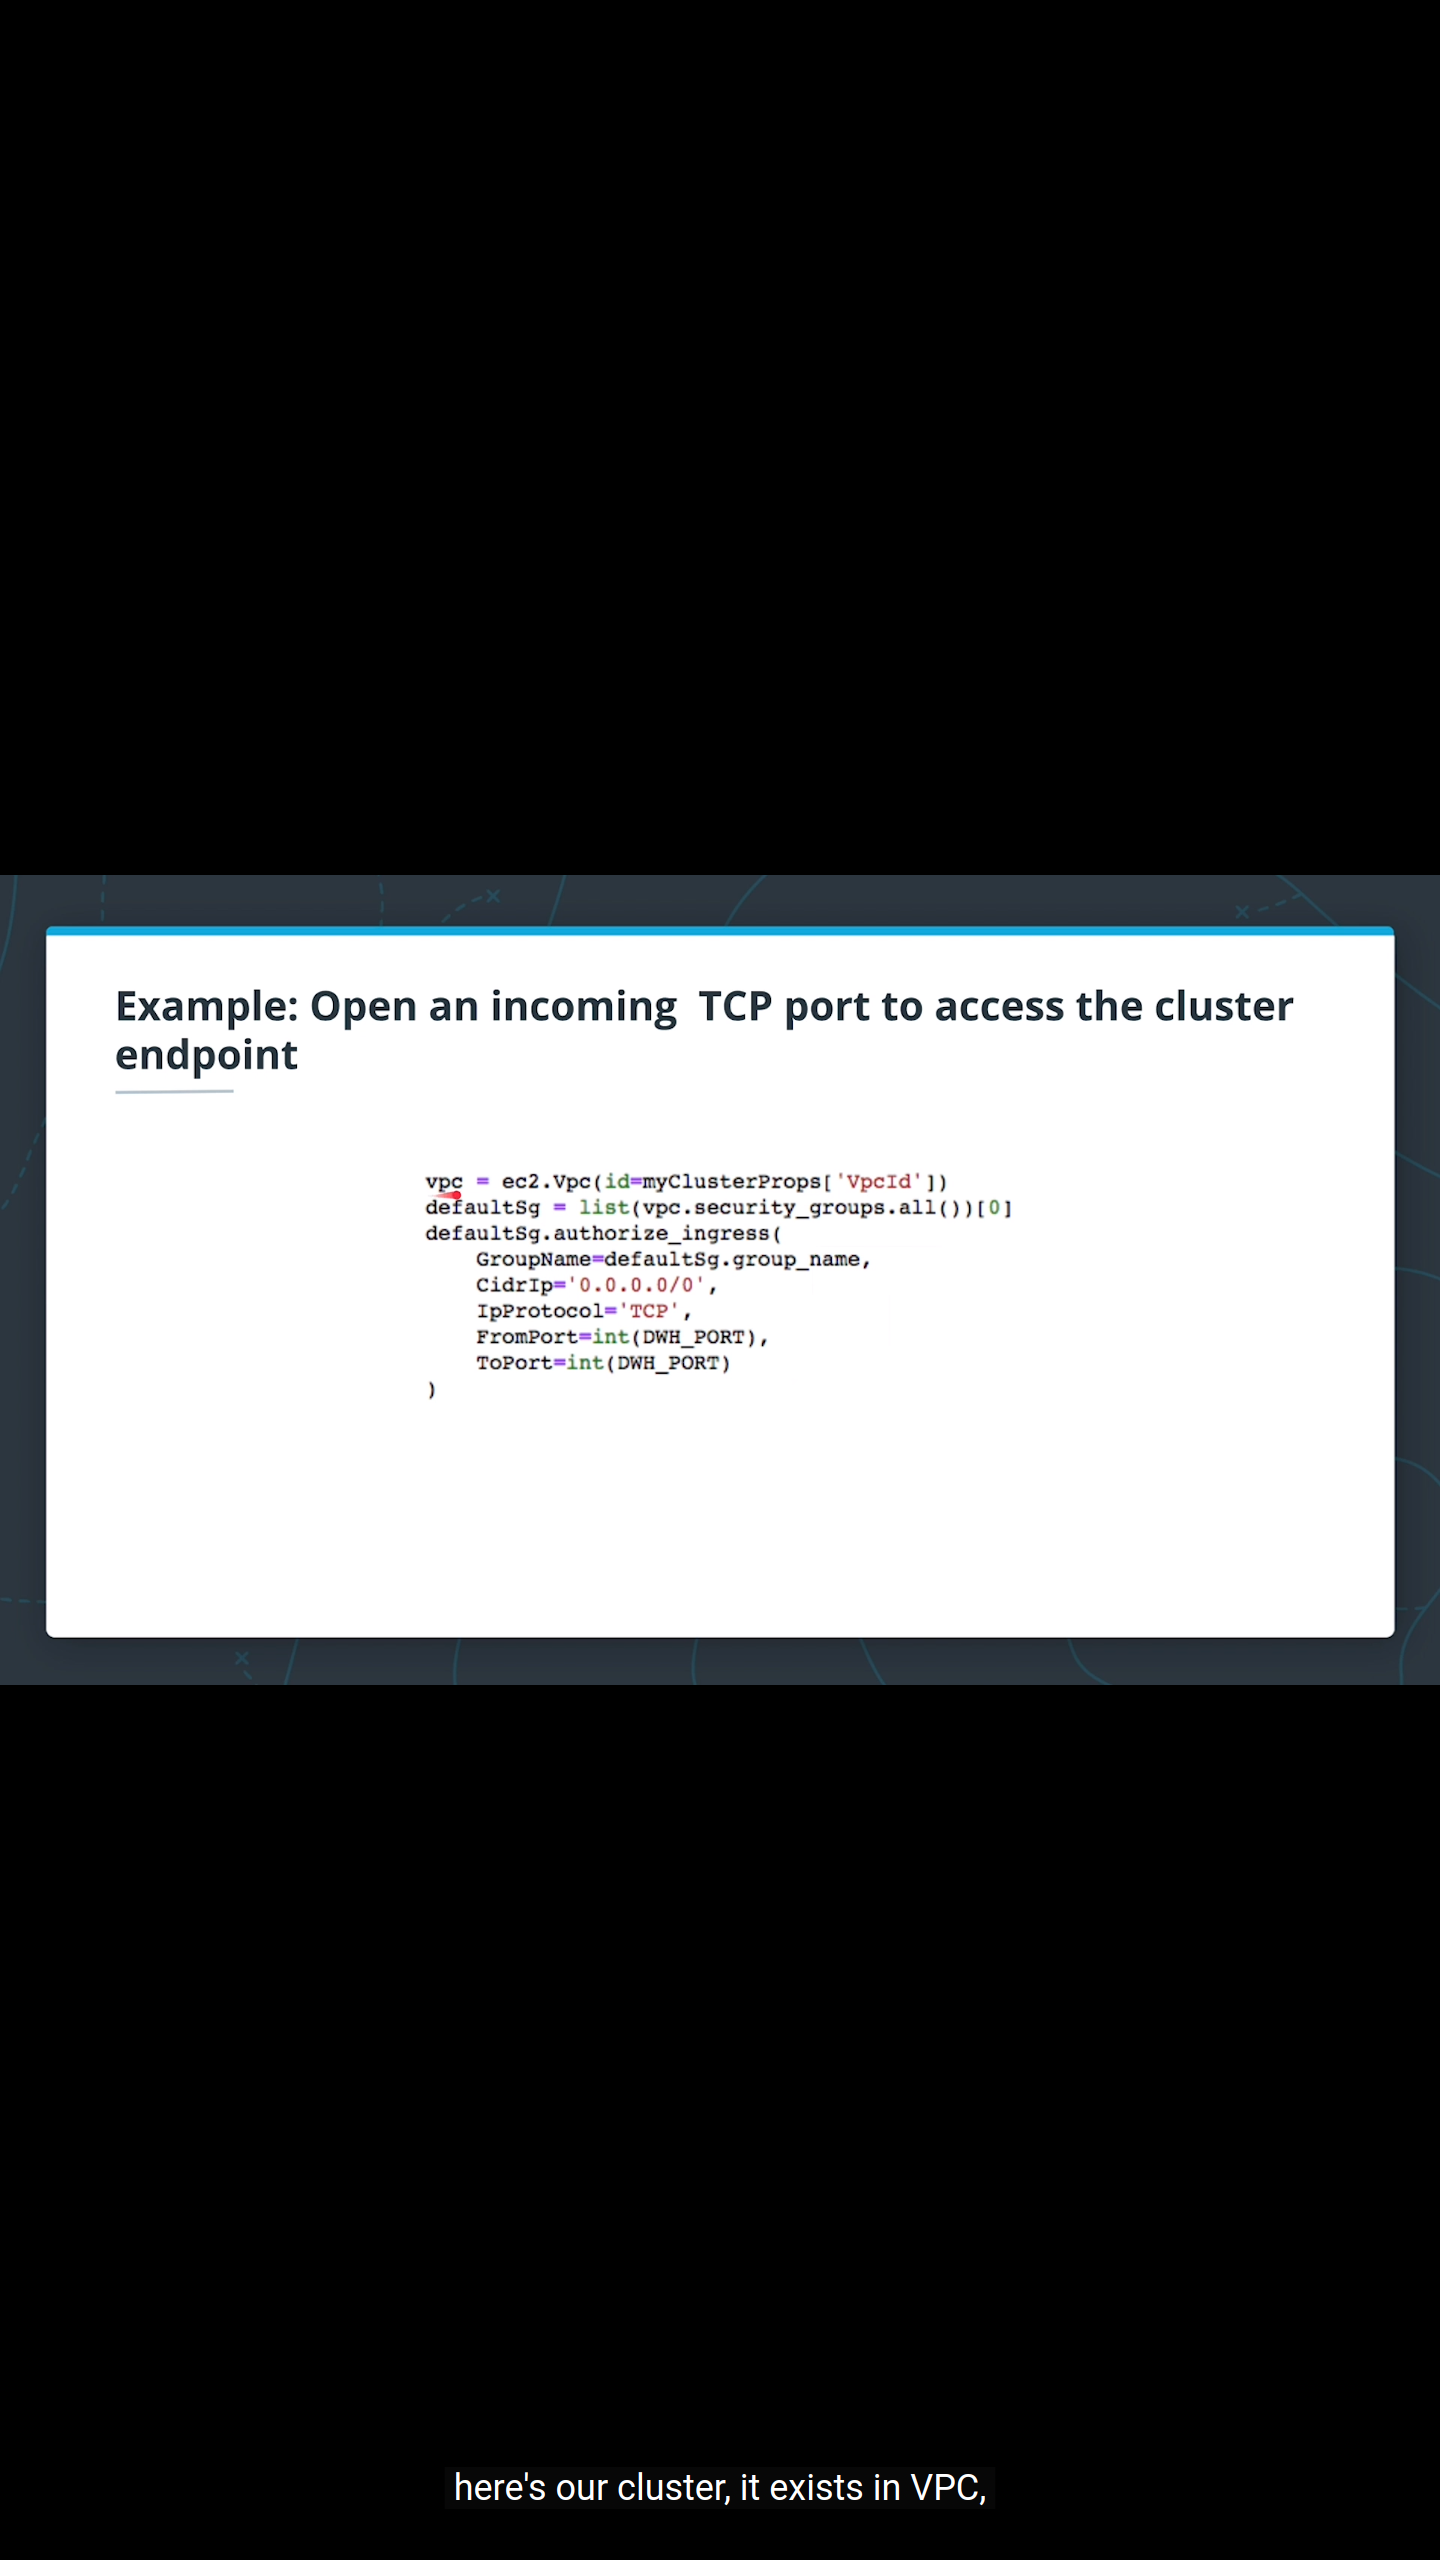 Example: Open an incoming  TCP port to access the cluster
endpoint
vpc = ec2.Vpc(id=myClusterProps['VpcId'])
defaultSg = list(vpc.security_groups.all())[0]
defaultSg.authorize_ingress(
    GroupName=defaultSg.group_name,
    CidrIp='0.0.0.0/0',
    IpProtocol='TCP',
    FromPort=int(DWH_PORT),
    ToPort=int(DWH_PORT)
)
here's our cluster, it exists in VPC,